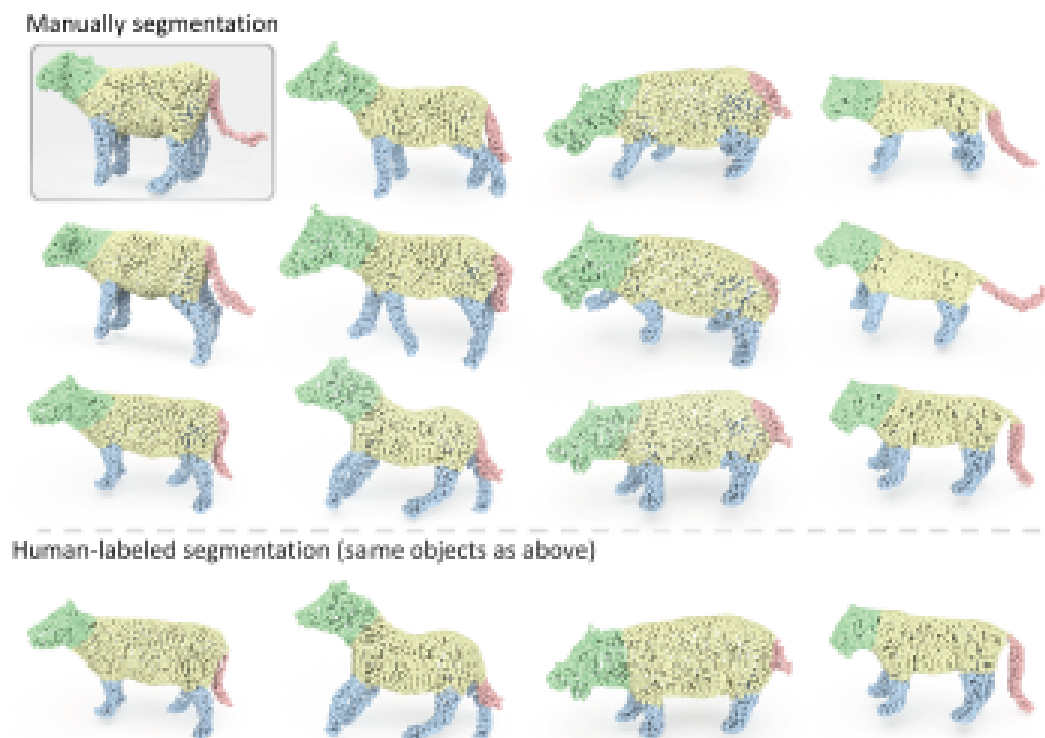 Manually segmentation
Human-labeled segmentation (same objects as above)